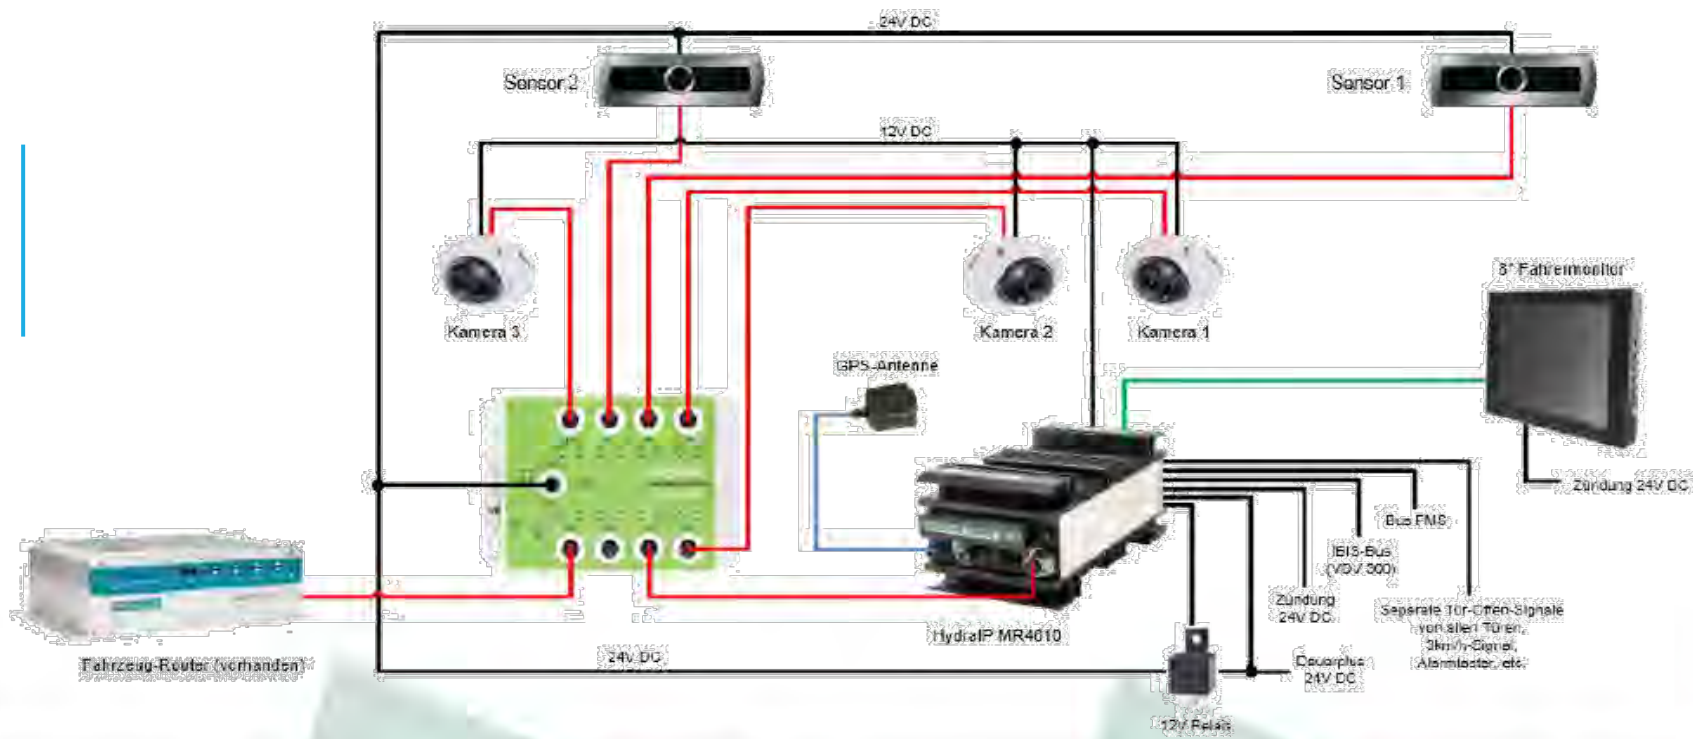 24V DC
Sensor 2
Sensor 1
12V DC
Kamera 3
Kamera 2
Kamera 1
8" Fahrermonitor
GPS-Antenne
Zündung 24V DC
Bus FMS
IBIS-Bus
(VDV 300)
Zündung
24V DC
Separate Tür-Offen-Signale
von allen Türen,
3km/h-Signal,
Alarmtaster, etc.
HydraIP MR4010
Fahrzeug-Router (vorhanden)
24V DC
Dauerplus
24V DC
12V Relais